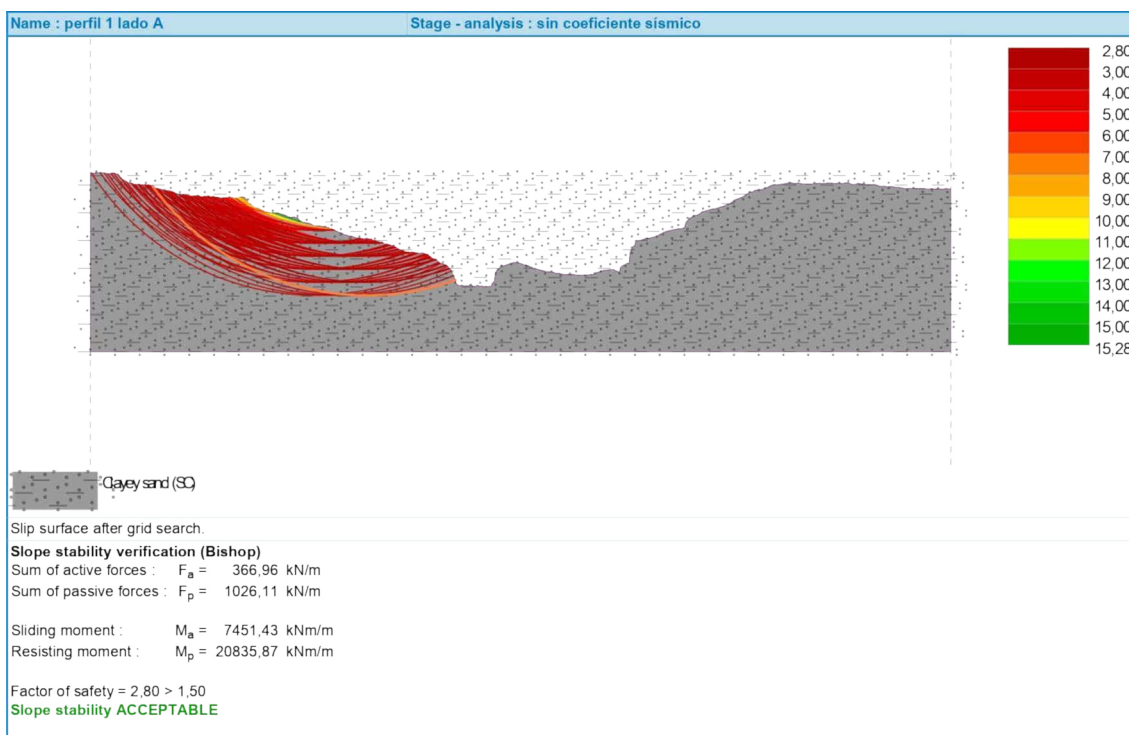 Name : perfil 1 lado A
Stage - analysis : sin coeficiente sísmico
2,80
3,00
4,00
5,00
6,00
7,00
8,00
9,00
10,00
11,00
12,00
13,00
14,00
15,00
15,28
Clayey sand (SC)
Slip surface after grid search.
Slope stability verification (Bishop)
Sum of active forces : Fa = 366,96 kN/m
Sum of passive forces : Fp = 1026,11 kN/m
Sliding moment : Ma = 7451,43 kNm/m
Resisting moment : Mp = 20835,87 kNm/m
Factor of safety = 2,80 > 1,50
Slope stability ACCEPTABLE